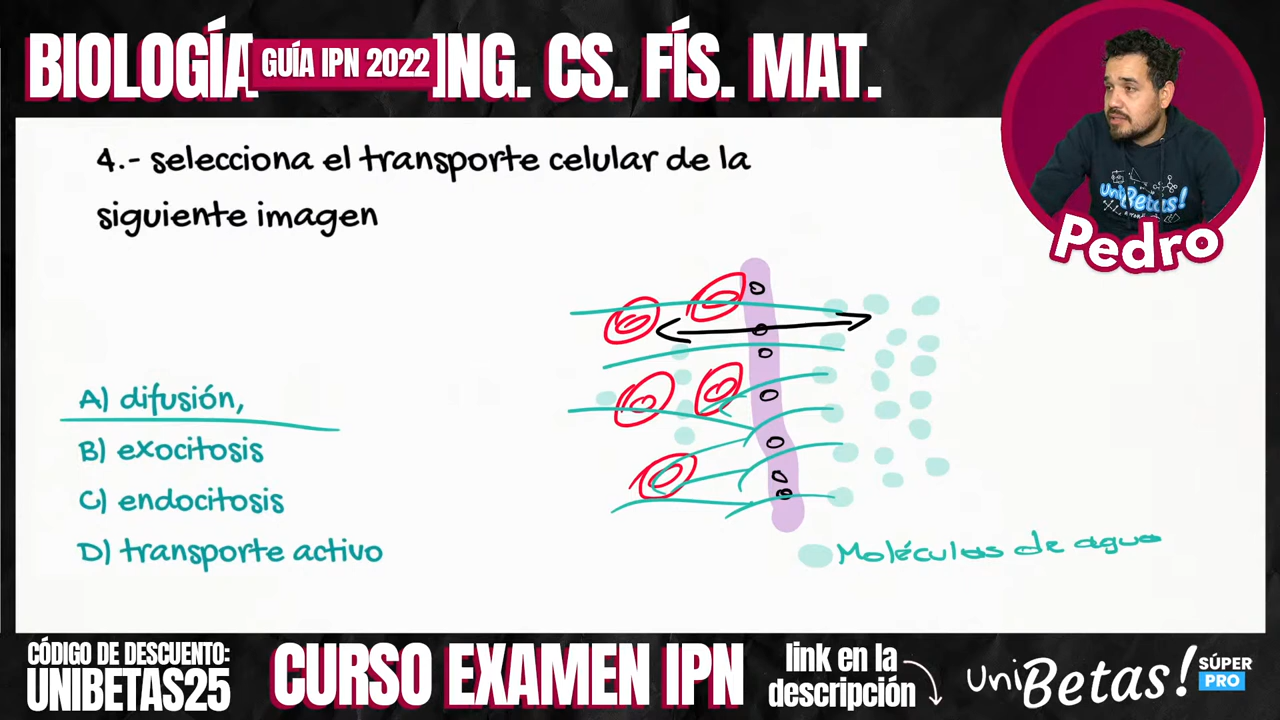 BIOLOGÍA[GUÍA IPN 2022]ING. CS. FÍS. MAT.
4.- selecciona el transporte celular de la
siguiente imagen
UniBetas!
Pedro
A) difusión,
B) exocitosis
C) endocitosis
D) transporte activo
Moléculas de agua
CÓDIGO DE DESCUENTO:
UNIBETAS25
CURSO EXAMEN IPN
link en la
descripción
UniBetas! SÚPER
PRO